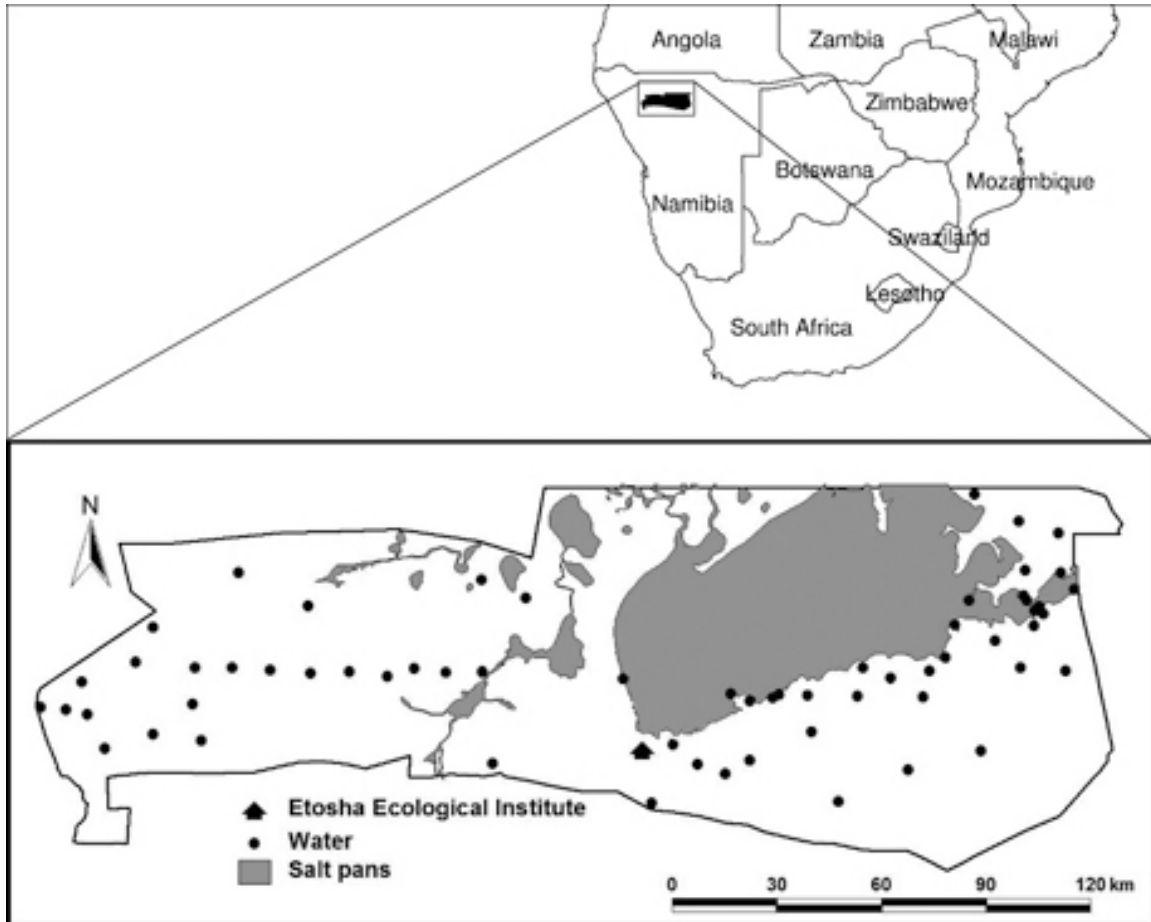 Angola
Zambia
Malawi
Zimbabwe
Botswana
Mozambique
Namibia
Swaziland
Lesotho
South Africa
N
Etosha Ecological Institute
Water
Salt pans
0 30 60 90 120 km